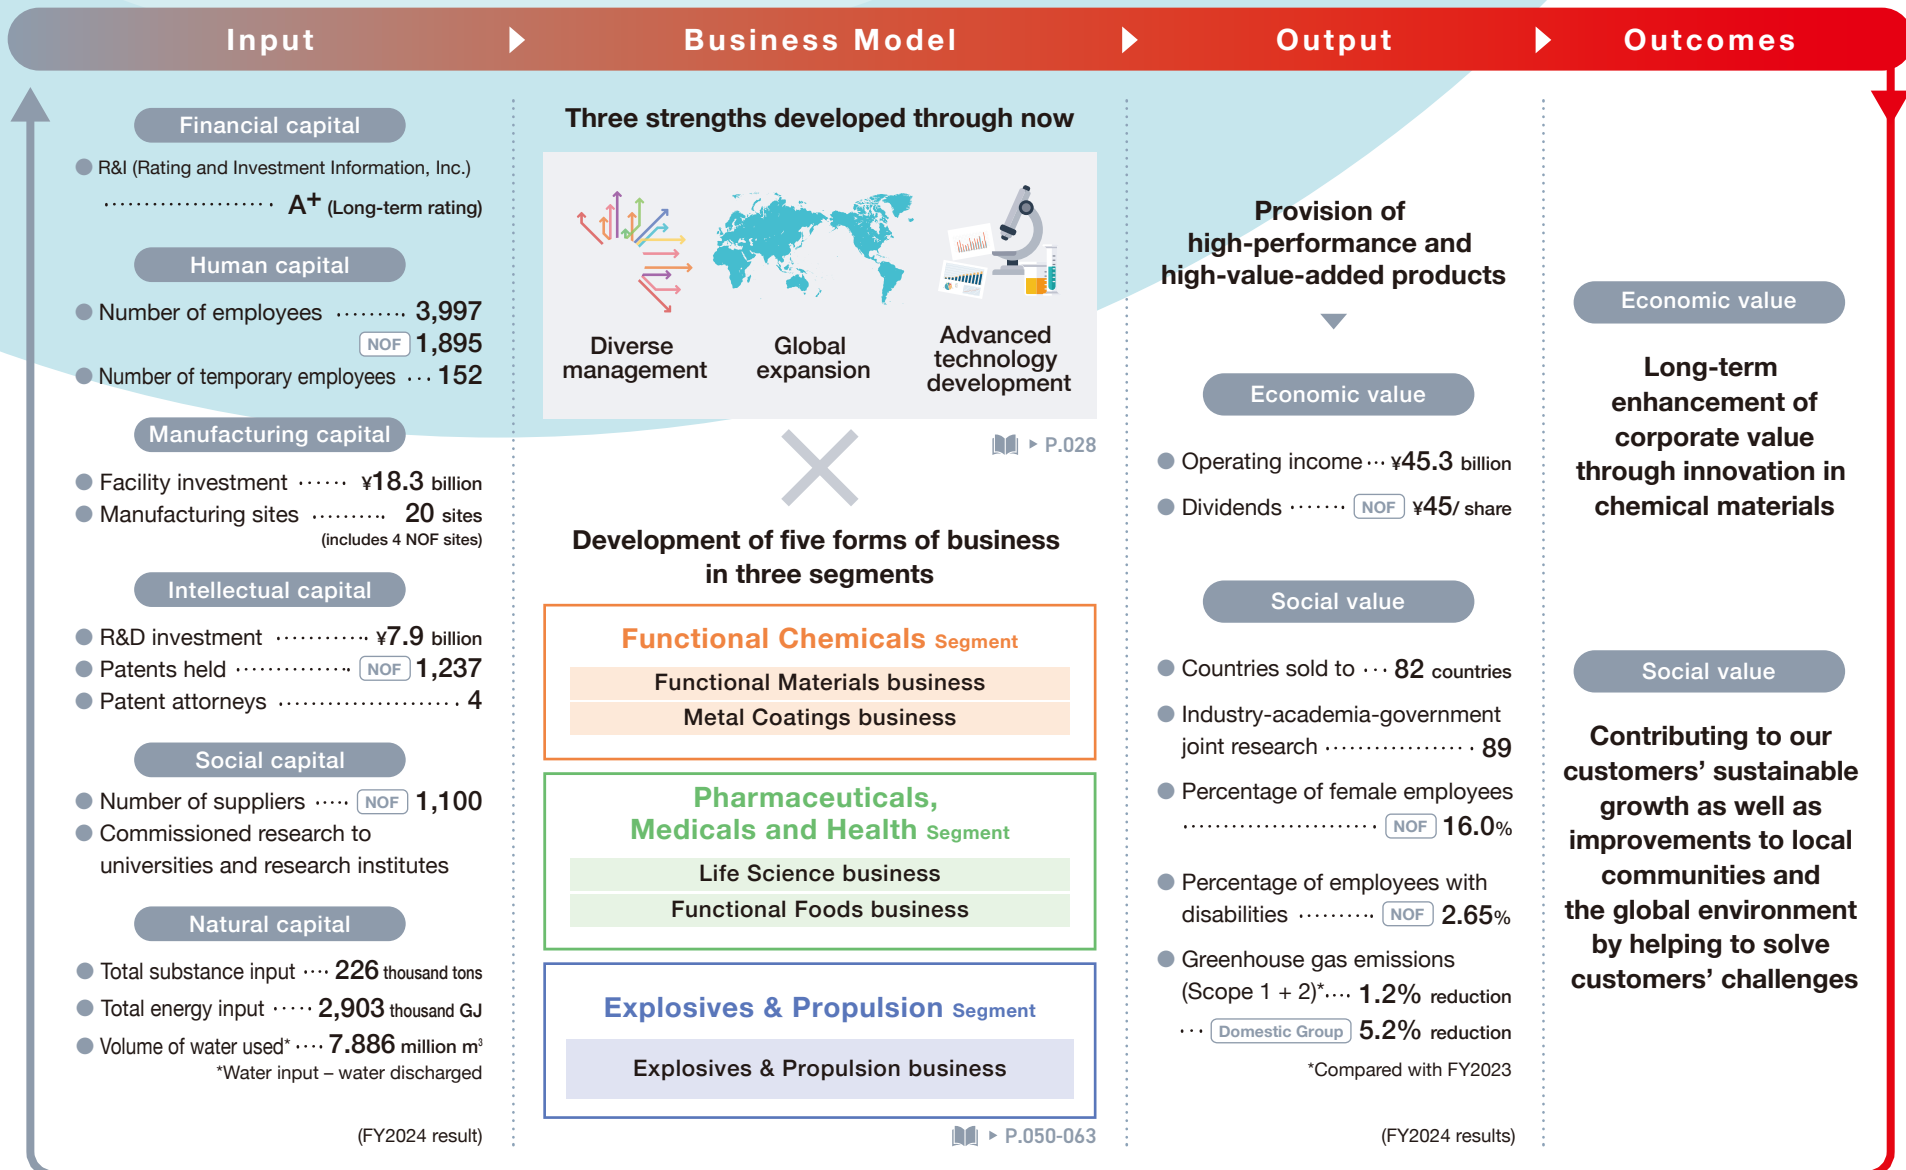 Input
Business Model
Output
Outcomes
Financial capital
R&I (Rating and Investment Information, Inc.)
A+ (Long-term rating)
Human capital
Number of employees ········· 3,997
NOF 1,895
Number of temporary employees ··· 152
Manufacturing capital
Facility investment ······ ¥18.3 billion
Manufacturing sites ········· 20 sites
(includes 4 NOF sites)
Intellectual capital
R&D investment ··········· ¥7.9 billion
Patents held ·············· NOF 1,237
Patent attorneys ····················· 4
Social capital
Number of suppliers ····· NOF 1,100
Commissioned research to
universities and research institutes
Natural capital
Total substance input ···· 226 thousand tons
Total energy input ····· 2,903 thousand GJ
Volume of water used* ···· 7.886 million m³
*Water input – water discharged
(FY2024 result)
Three strengths developed through now
Diverse
management
Global
expansion
Advanced
technology
development
P.028
Development of five forms of business
in three segments
Functional Chemicals Segment
Functional Materials business
Metal Coatings business
Pharmaceuticals,
Medicals and Health Segment
Life Science business
Functional Foods business
Explosives & Propulsion Segment
Explosives & Propulsion business
P.050-063
Provision of
high-performance and
high-value-added products
Economic value
Operating income ··· ¥45.3 billion
Dividends ······· NOF ¥45/ share
Social value
Countries sold to ··· 82 countries
Industry-academia-government
joint research ················· 89
Percentage of female employees
························ NOF 16.0%
Percentage of employees with
disabilities ········· NOF 2.65%
Greenhouse gas emissions
(Scope 1 + 2)*···· 1.2% reduction
··· Domestic Group 5.2% reduction
*Compared with FY2023
(FY2024 results)
Economic value
Long-term
enhancement of
corporate value
through innovation in
chemical materials
Social value
Contributing to our
customers’ sustainable
growth as well as
improvements to local
communities and
the global environment
by helping to solve
customers’ challenges